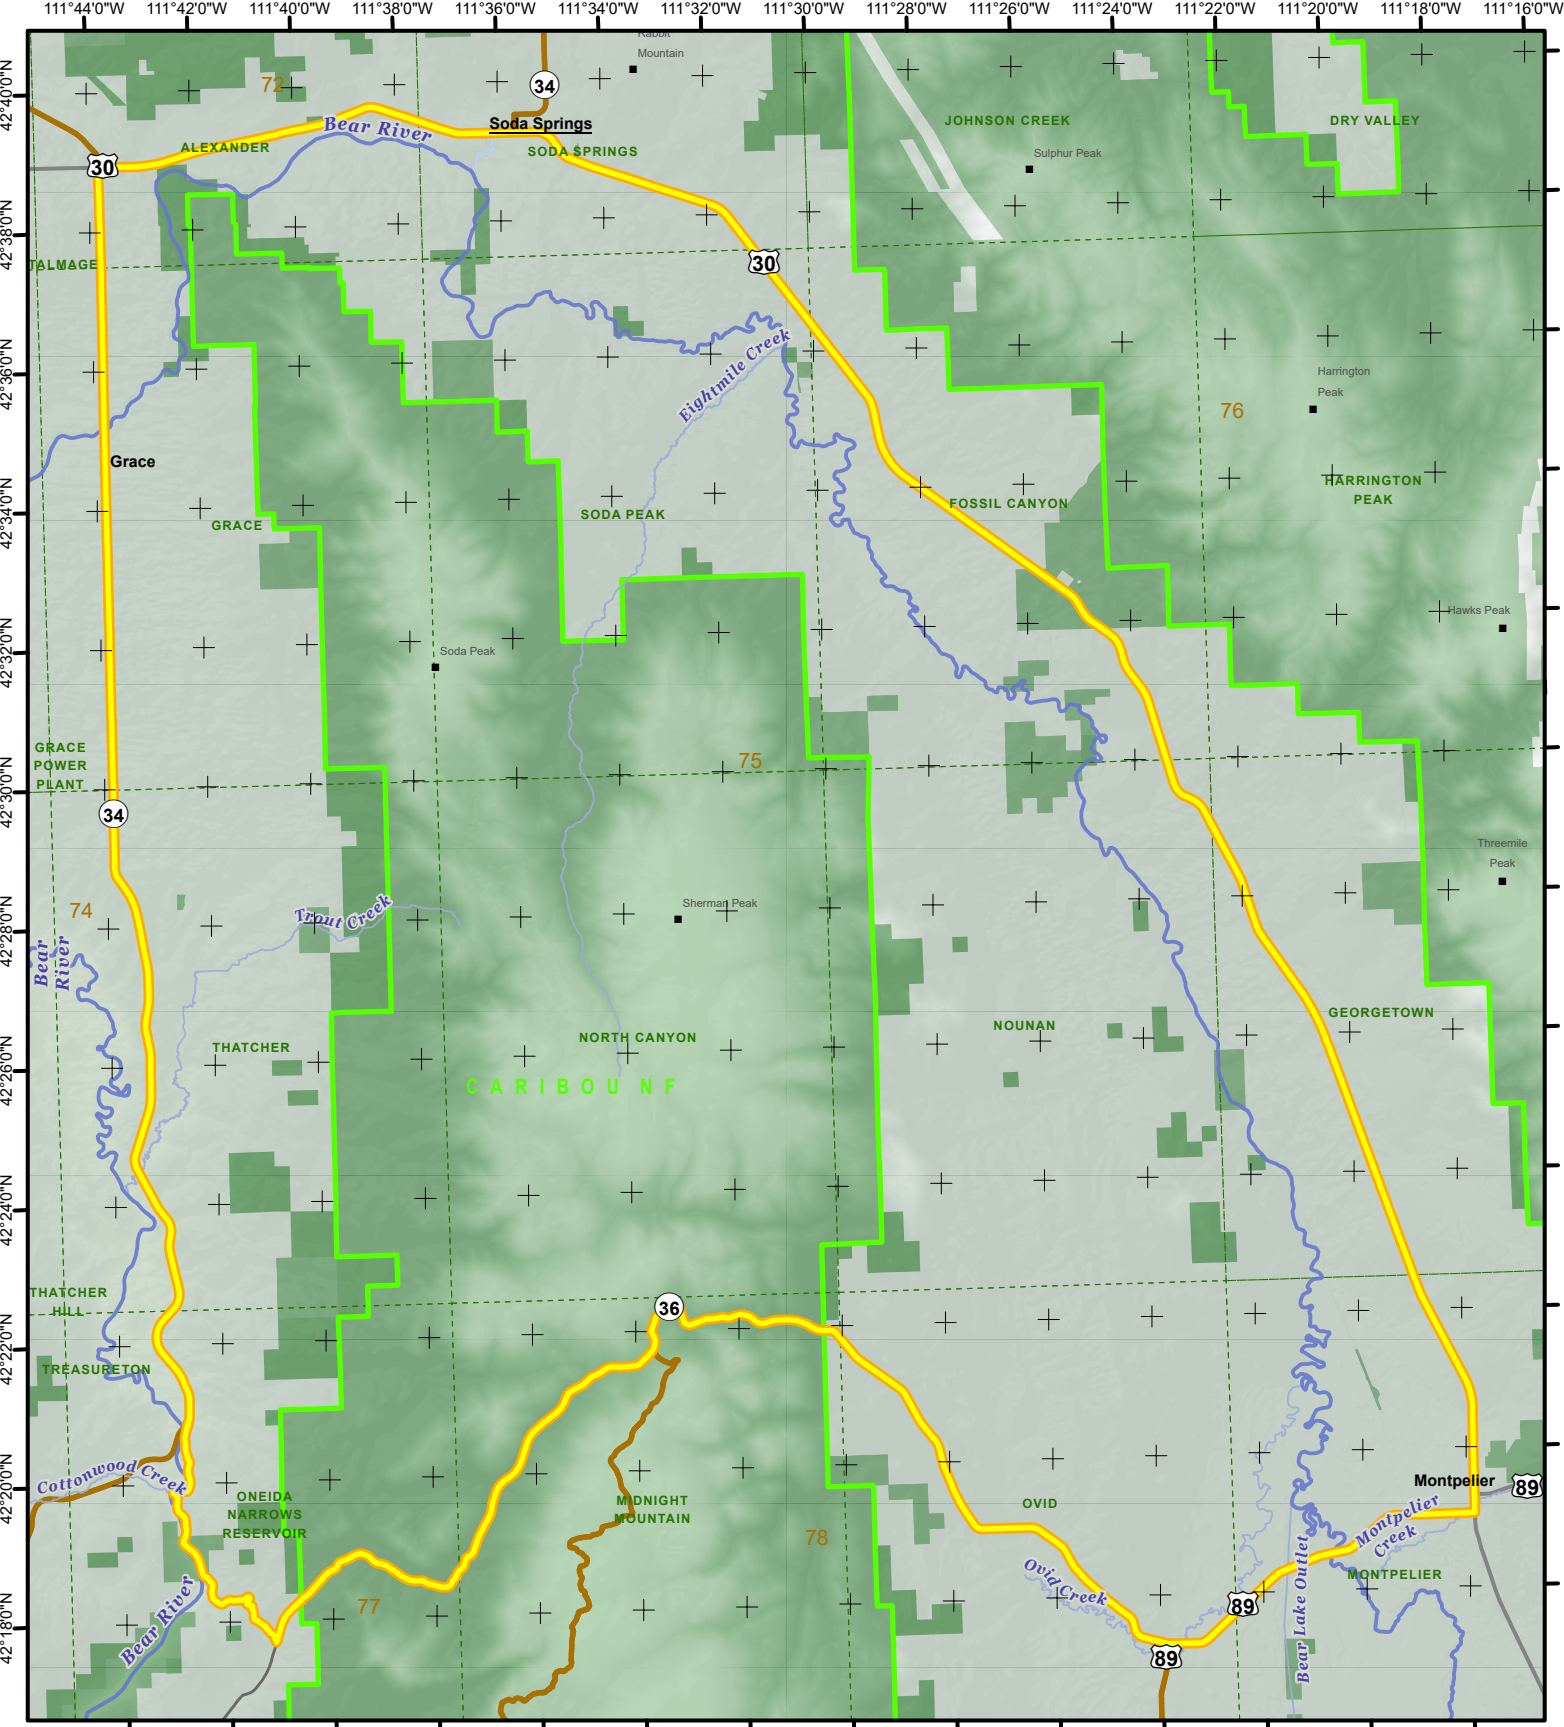 111°44'0"W 111°42'0"W 111°40'0"W 111°38'0"W 111°36'0"W 111°34'0"W 111°32'0"W 111°30'0"W 111°28'0"W 111°26'0"W 111°24'0"W 111°22'0"W 111°20'0"W 111°18'0"W 111°16'0"W
Rabbit
Mountain
42°40'0"N
72
34
Soda Springs
Bear River
ALEXANDER
SODA SPRINGS
JOHNSON CREEK
DRY VALLEY
Sulphur Peak
30
42°38'0"N
TALMAGE
30
42°36'0"N
Eightmile Creek
Harrington
Peak
76
Grace
HARRINGTON
PEAK
42°34'0"N
GRACE
SODA PEAK
FOSSIL CANYON
Hawks Peak
42°32'0"N
Soda Peak
GRACE
POWER
PLANT
75
42°30'0"N
34
Threemile
Peak
74
Trout Creek
Sherman Peak
42°28'0"N
Bear
River
GEORGETOWN
NOUNAN
NORTH CANYON
THATCHER
42°26'0"N
CARIBOU NF
42°24'0"N
THATCHER
HILL
36
42°22'0"N
TREASURETON
42°20'0"N
Cottonwood Creek
Montpelier
89
ONEIDA
NARROWS
RESERVOIR
MIDNIGHT
MOUNTAIN
OVID
78
Montpelier
Creek
MONTPELIER
Ovid Creek
Bear Lake Outlet
89
77
42°18'0"N
Bear River
89